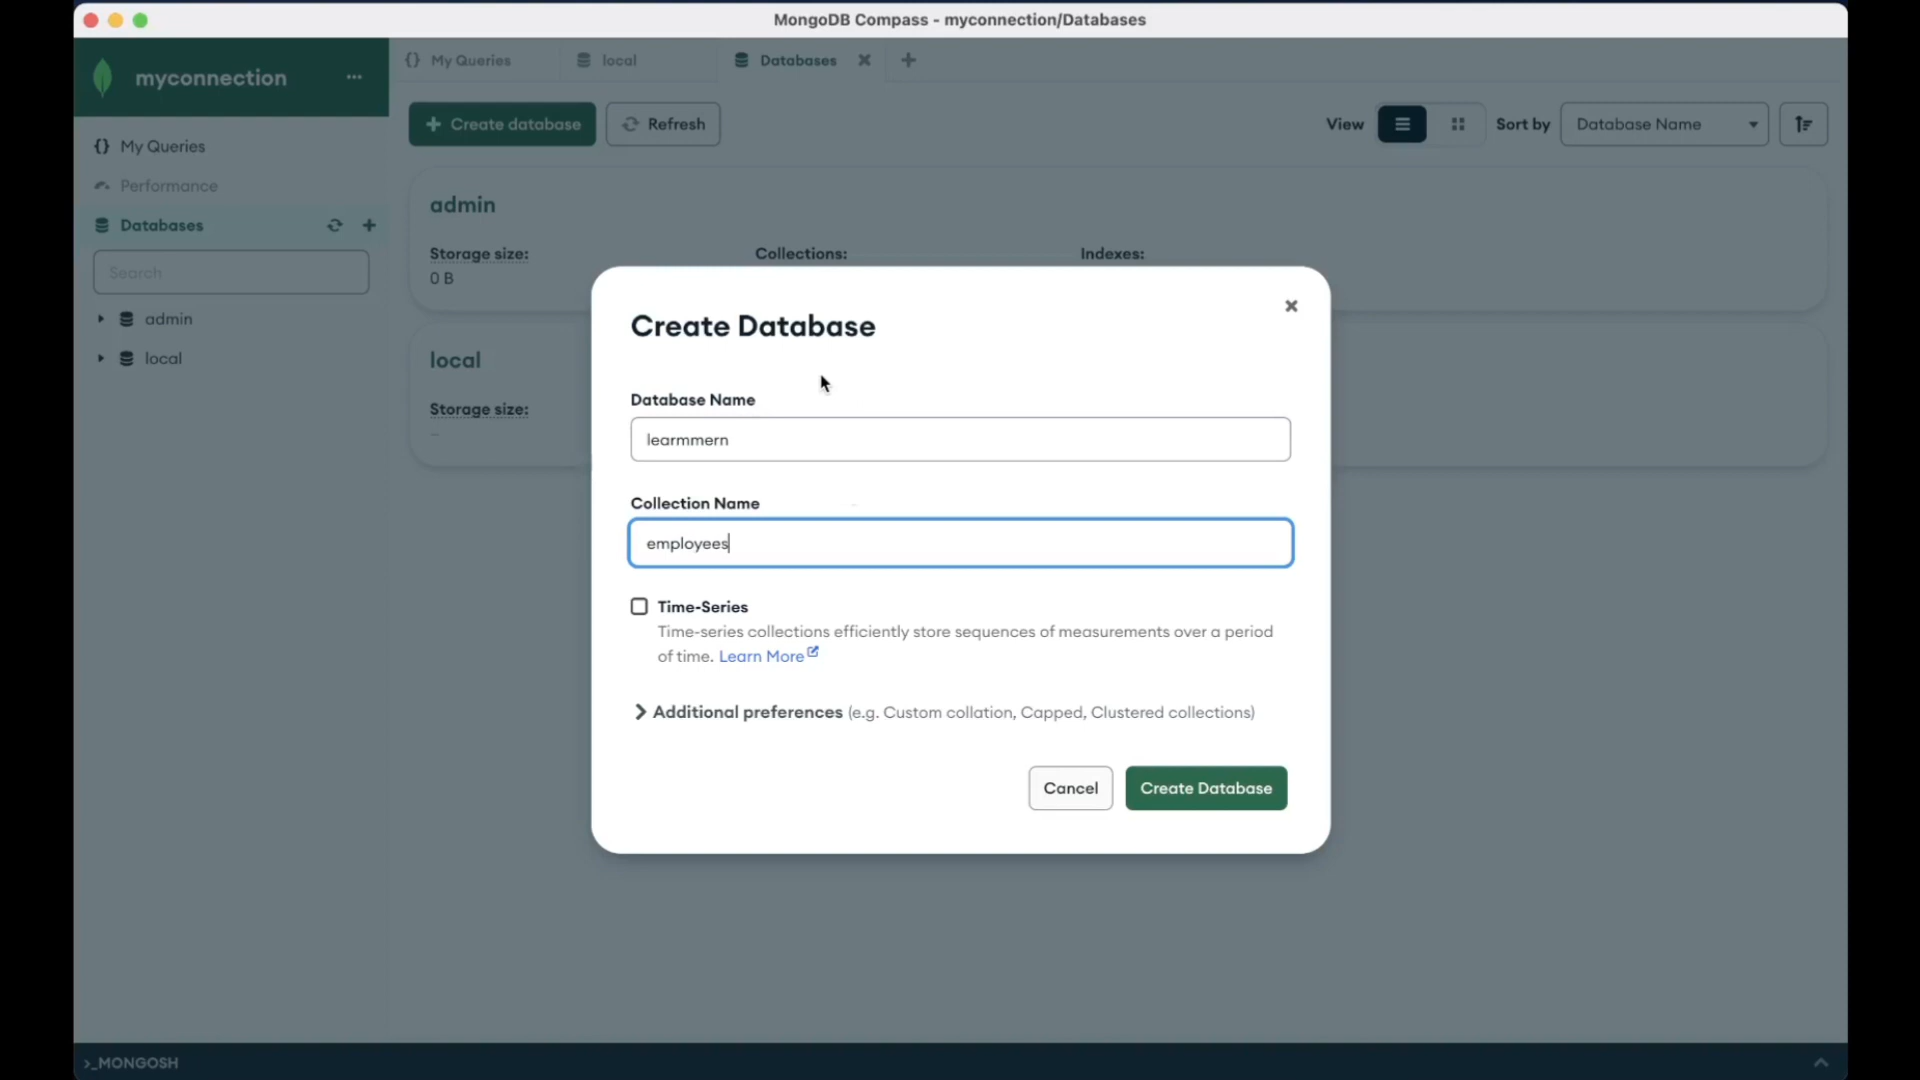 MongoDB Compass - myconnection/Databases
myconnection
{} My Queries
local
Databases
My Queries
Performance
Databases
Search
admin
local
Create database
Refresh
View
Sort by
Database Name
admin
Storage size:
0 B
Collections:
Indexes:
local
Storage size:
Create Database
Database Name
learmmern
Collection Name
employees
Time-Series
Time-series collections efficiently store sequences of measurements over a period
of time. Learn More
Additional preferences (e.g. Custom collation, Capped, Clustered collections)
Cancel
Create Database
>_MONGOSH